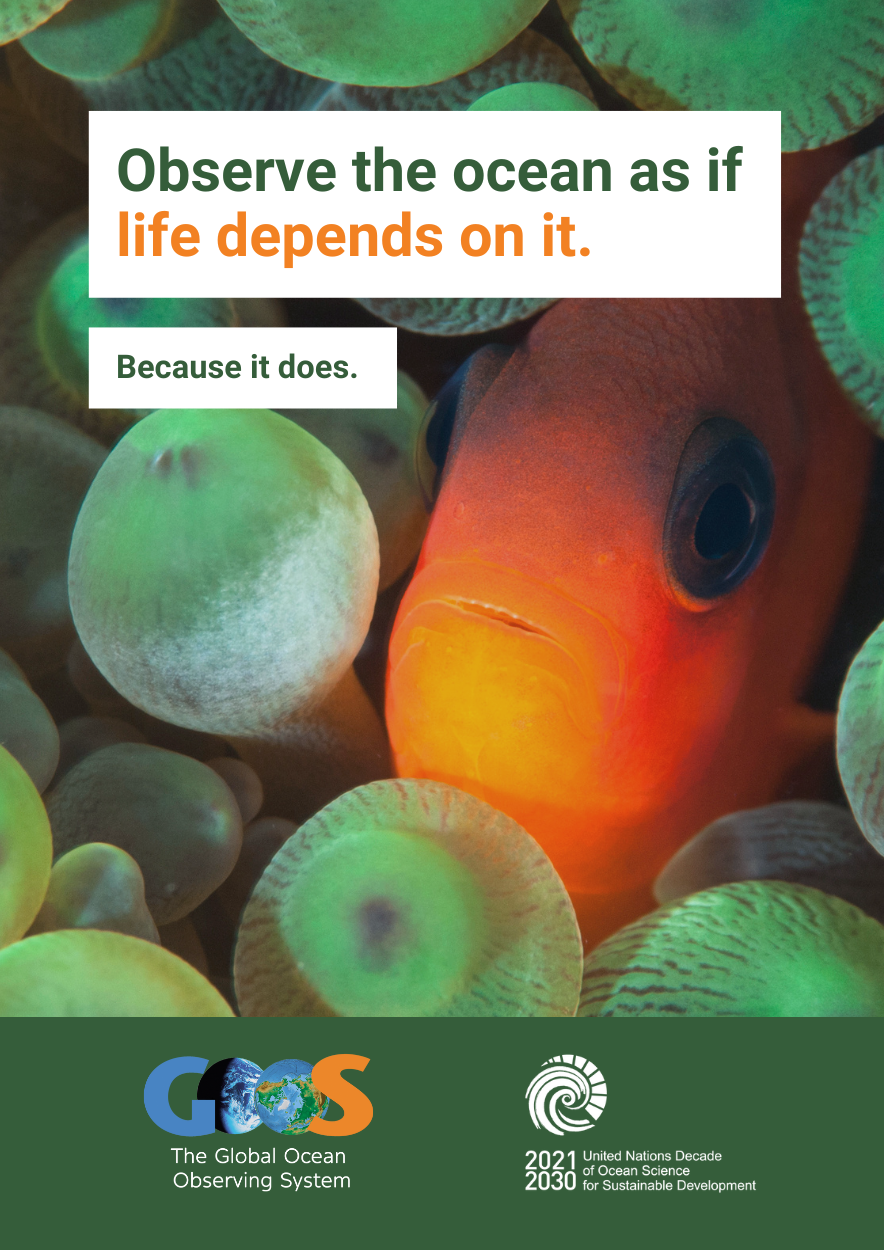 Observe the ocean as if
life depends on it.
Because it does.
GOOS
The Global Ocean
Observing System
2021
2030
United Nations Decade
of Ocean Science
for Sustainable Development